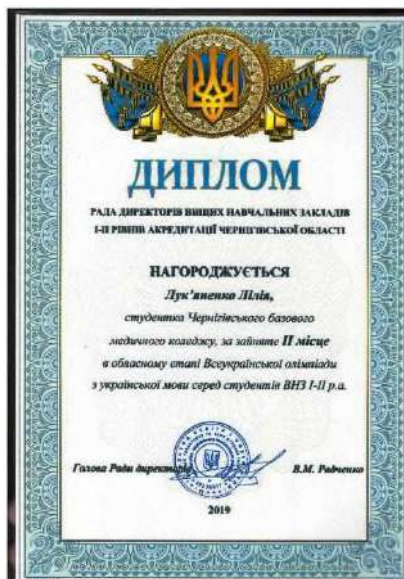 ДИПЛОМ
РАДА ДИРЕКТОРІВ ВИЩИХ НАВЧАЛЬНИХ ЗАКЛАДІВ
І-ІІ РІВНІВ АКРЕДИТАЦІЇ ЧЕРНІГІВСЬКОЇ ОБЛАСТІ
НАГОРОДЖУЄТЬСЯ
Лук'яненко Лілія,
студентка Чернігівського базового
медичного коледжу, за зайняте ІІ місце
в обласному етапі Всеукраїнської олімпіади
з української мови серед студентів ВНЗ І-ІІ р.а.
Голова Ради директорів В.М. Радченко
2019